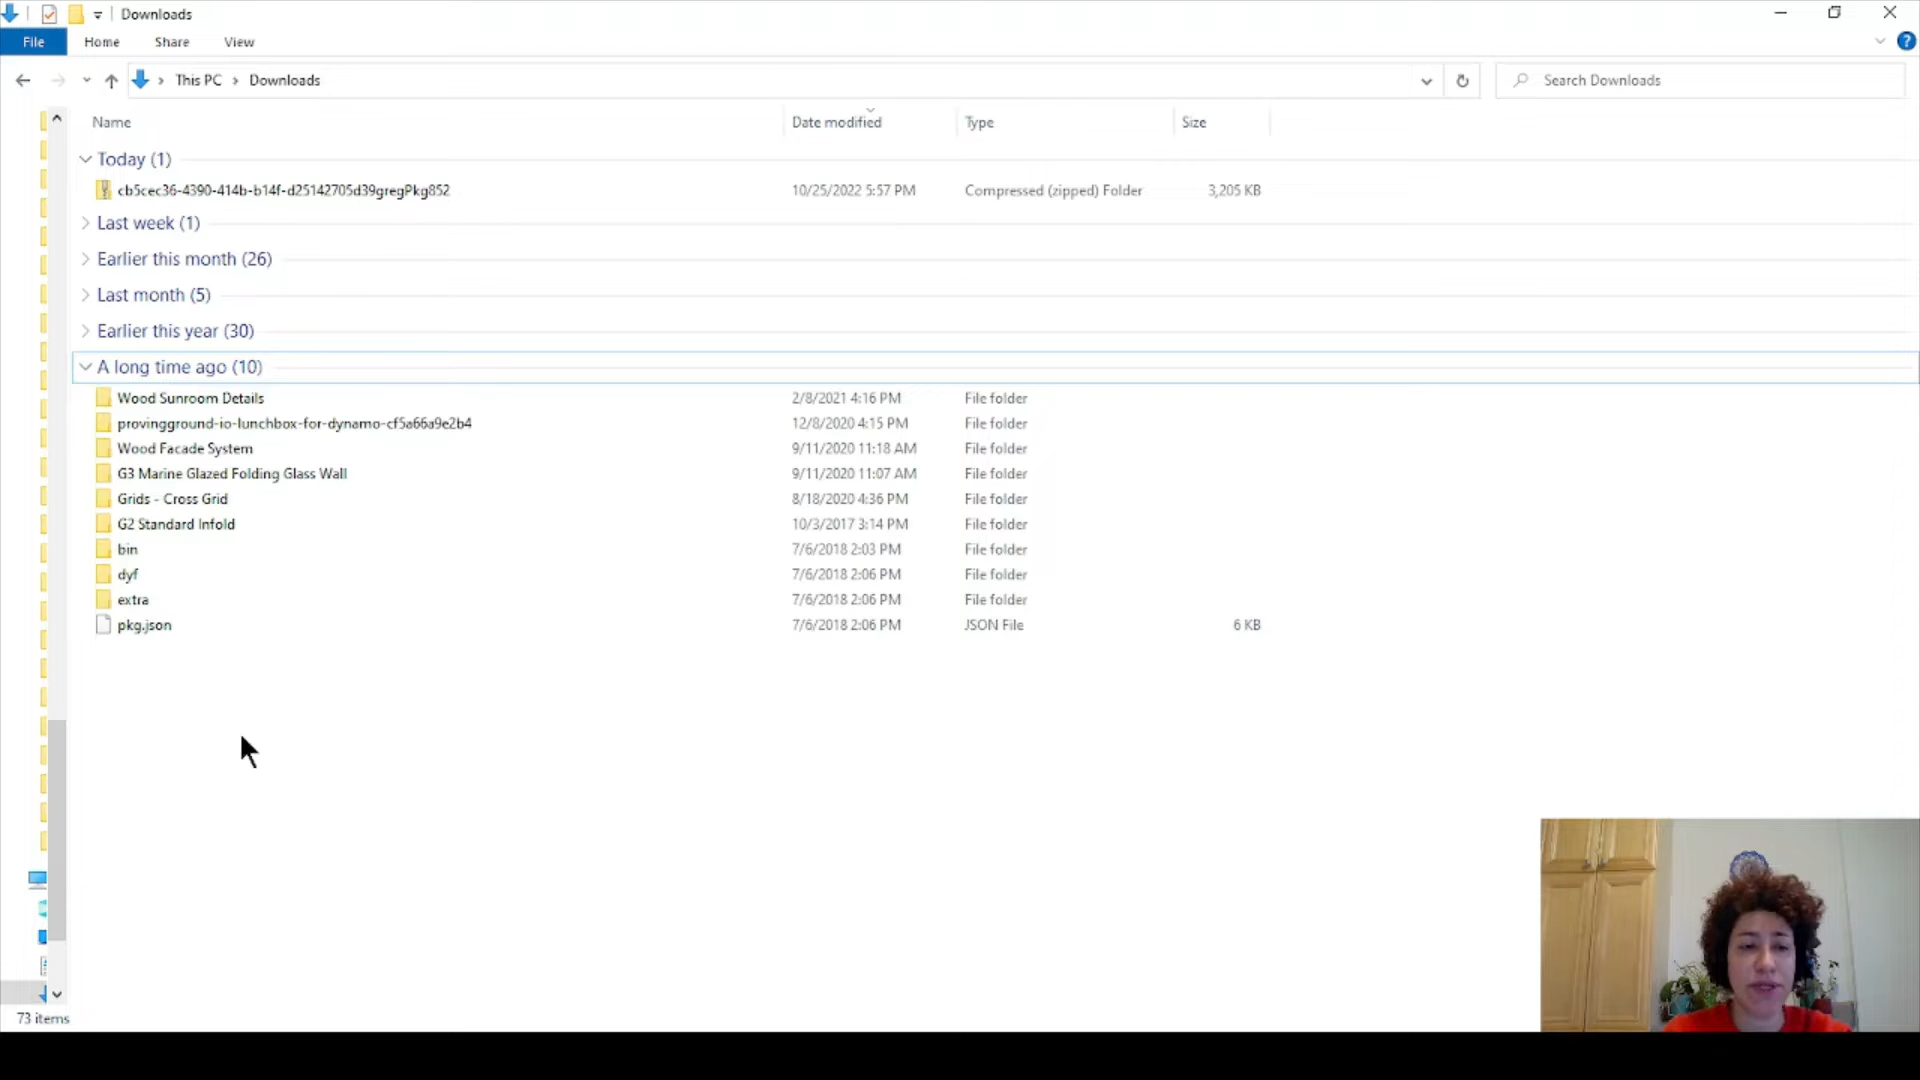 Downloads
File Home Share View
This PC Downloads Search Downloads
Name Date modified Type Size
Today (1)
cb5cec36-4390-414b-b14f-d25142705d39gregPkg852 10/25/2022 5:57 PM Compressed (zipped) Folder 3,205 KB
Last week (1)
Earlier this month (26)
Last month (5)
Earlier this year (30)
A long time ago (10)
Wood Sunroom Details 2/8/2021 4:16 PM File folder
provingground-io-lunchbox-for-dynamo-cf5a66a9e2b4 12/8/2020 4:15 PM File folder
Wood Facade System 9/11/2020 11:18 AM File folder
G3 Marine Glazed Folding Glass Wall 9/11/2020 11:07 AM File folder
Grids - Cross Grid 8/18/2020 4:36 PM File folder
G2 Standard Infold 10/3/2017 3:14 PM File folder
bin 7/6/2018 2:03 PM File folder
dyf 7/6/2018 2:06 PM File folder
extra 7/6/2018 2:06 PM File folder
pkg.json 7/6/2018 2:06 PM JSON File 6 KB
73 items